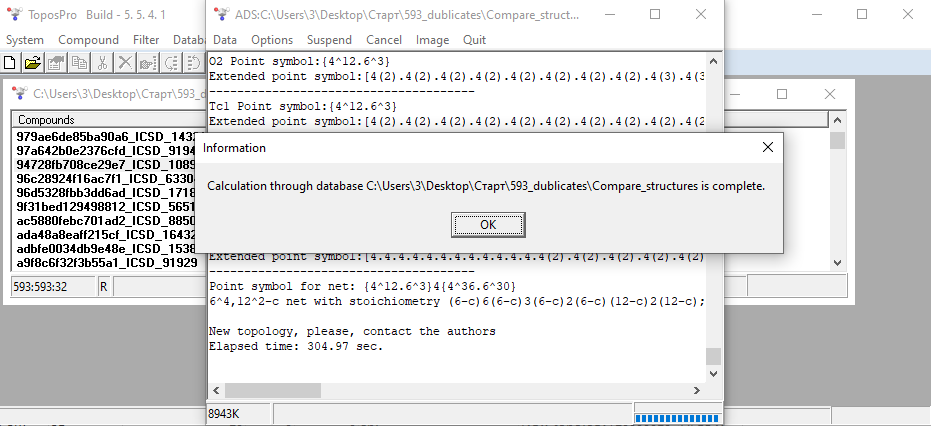 ToposPro Build - 5. 5. 4. 1
System Compound Filter Databa
C:\Users\3\Desktop\Старт\593_d
Compounds
979ae6de85ba90a6_ICSD_1432
97a642b0e2376cfd_ICSD_9194
94728fb708ce29e7_ICSD_1089
96c28924f16ac7f1_ICSD_6330
96d5328fbb3dd6ad_ICSD_1718
9f31bed129498812_ICSD_5651
ac5880febc701ad2_ICSD_8850
ada48a8eaff215cf_ICSD_16432
adbfe0034db9e48e_ICSD_1538
a9f8c6f32f3b55a1_ICSD_91929
593:593:32 R
ADS:C:\Users\3\Desktop\Старт\593_dublicates\Compare_struct...
Data Options Suspend Cancel Image Quit
O2 Point symbol:{4^12.6^3}
Extended point symbol:[4(2).4(2).4(2).4(2).4(2).4(2).4(2).4(2).4(3).4(3
------------------------------------
Tc1 Point symbol:{4^12.6^3}
Extended point symbol:[4(2).4(2).4(2).4(2).4(2).4(2).4(2).4(2).4(2).4(2
Information
Calculation through database C:\Users\3\Desktop\Старт\593_dublicates\Compare_structures is complete.
OK
Extended point symbol:[4.4.4.4.4.4.4.4.4.4.4.4.4(2).4(2).4(2).4(2).4(2)
------------------------------------
Point symbol for net: {4^12.6^3}4{4^36.6^30}
6^4,12^2-c net with stoichiometry (6-c)6(6-c)3(6-c)2(6-c)(12-c)2(12-c);
New topology, please, contact the authors
Elapsed time: 304.97 sec.
8943K